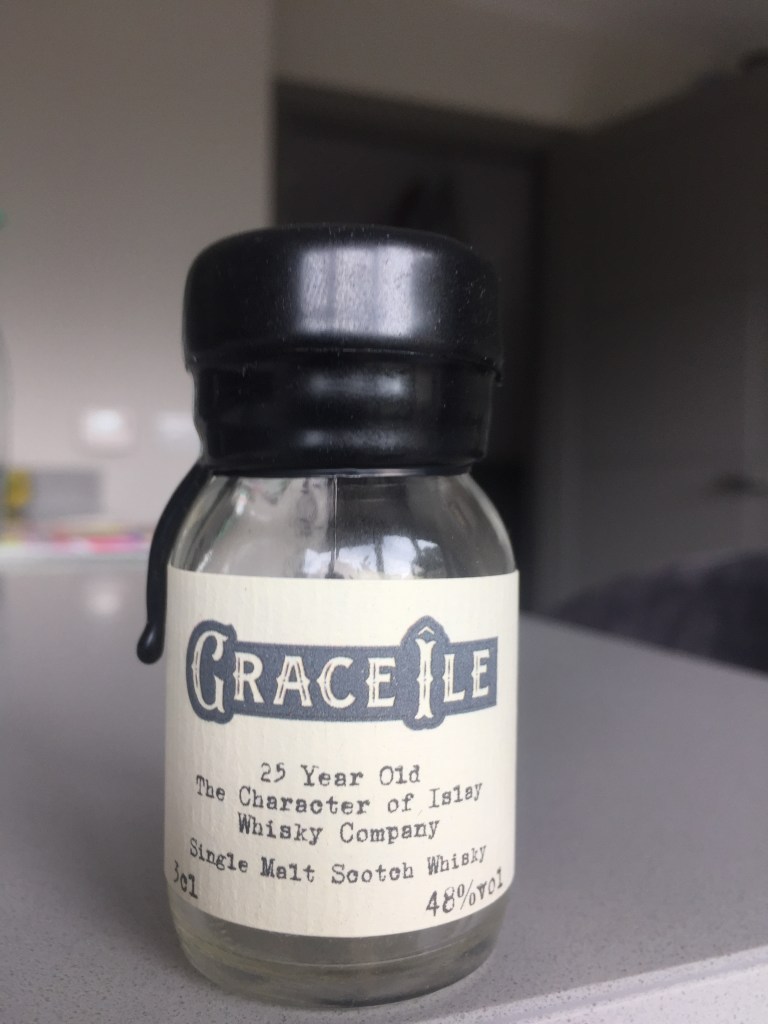 GRACE ÎLE
25 Year Old
The Character of Islay
Whisky Company
Single Malt Scotch Whisky
3cl
48%vol